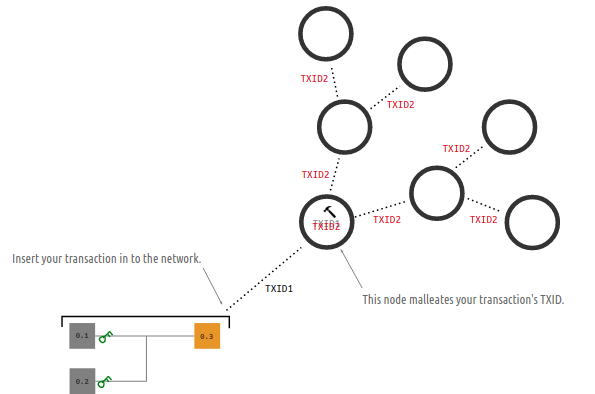 TXID2
TXID2
TXID2
TXID2
TXID2
TXID2
TXID1
TXID2
Insert your transaction in to the network.
TXID1
This node malleates your transaction's TXID.
0.1
0.3
0.2